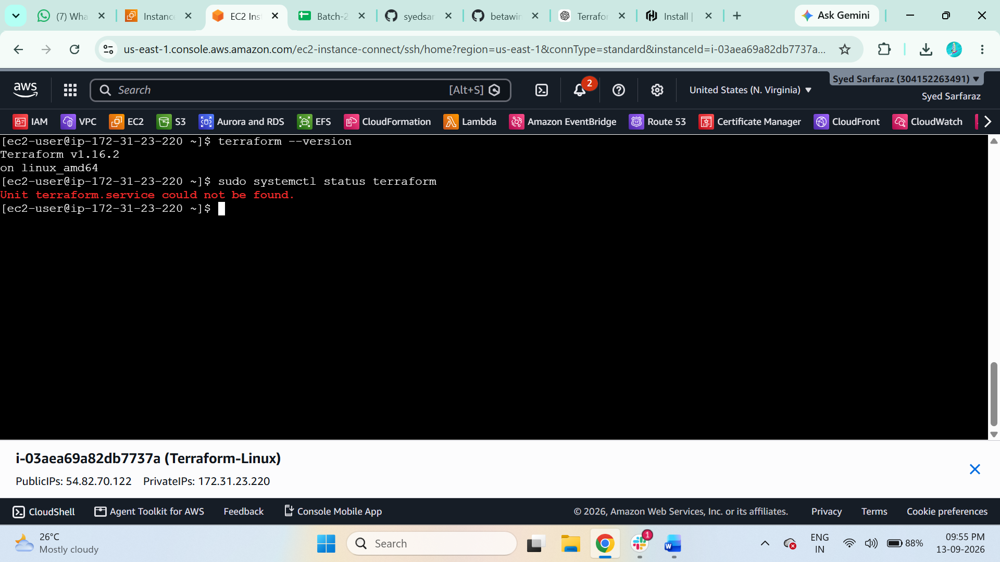 (7) Wha
Instanc
EC2 Ins
Batch-2
syedsar
betawin
Terrafor
Install |
Ask Gemini
us-east-1.console.aws.amazon.com/ec2-instance-connect/ssh/home?region=us-east-1&connType=standard&instanceId=i-03aea69a82db7737a...
aws
Search
[Alt+S]
2
United States (N. Virginia) ▼
Syed Sarfaraz (304152263491) ▼
Syed Sarfaraz
IAM
VPC
EC2
S3
Aurora and RDS
EFS
CloudFormation
Lambda
Amazon EventBridge
Route 53
Certificate Manager
CloudFront
CloudWatch
[ec2-user@ip-172-31-23-220 ~]$ terraform --version
Terraform v1.16.2
on linux_amd64
[ec2-user@ip-172-31-23-220 ~]$ sudo systemctl status terraform
Unit terraform.service could not be found.
[ec2-user@ip-172-31-23-220 ~]$
i-03aea69a82db7737a (Terraform-Linux)
PublicIPs: 54.82.70.122 PrivateIPs: 172.31.23.220
CloudShell
Agent Toolkit for AWS
Feedback
Console Mobile App
© 2026, Amazon Web Services, Inc. or its affiliates.
Privacy
Terms
Cookie preferences
26°C
Mostly cloudy
Search
1
W
ENG
IN
88%
09:55 PM
13-09-2026